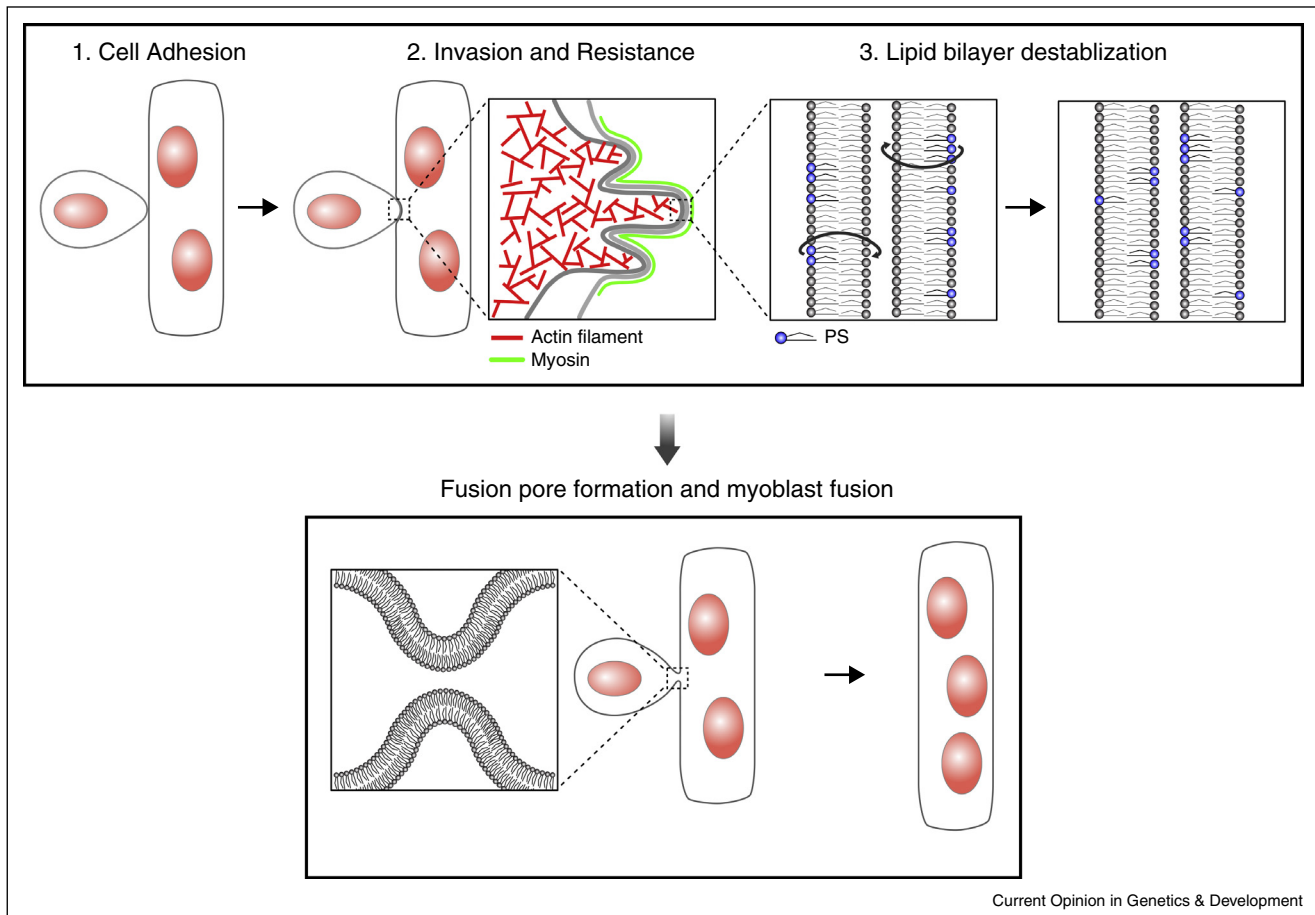 1. Cell Adhesion
2. Invasion and Resistance
3. Lipid bilayer destablization
Actin filament
Myosin
PS
Fusion pore formation and myoblast fusion
Current Opinion in Genetics & Development